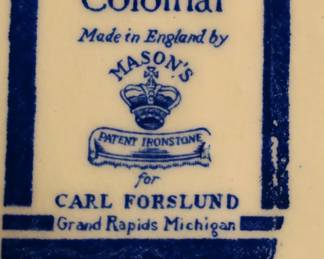 Colonial
Made in England by
MASON'S
PATENT IRONSTONE
for
CARL FORSLUND
Grand Rapids Michigan